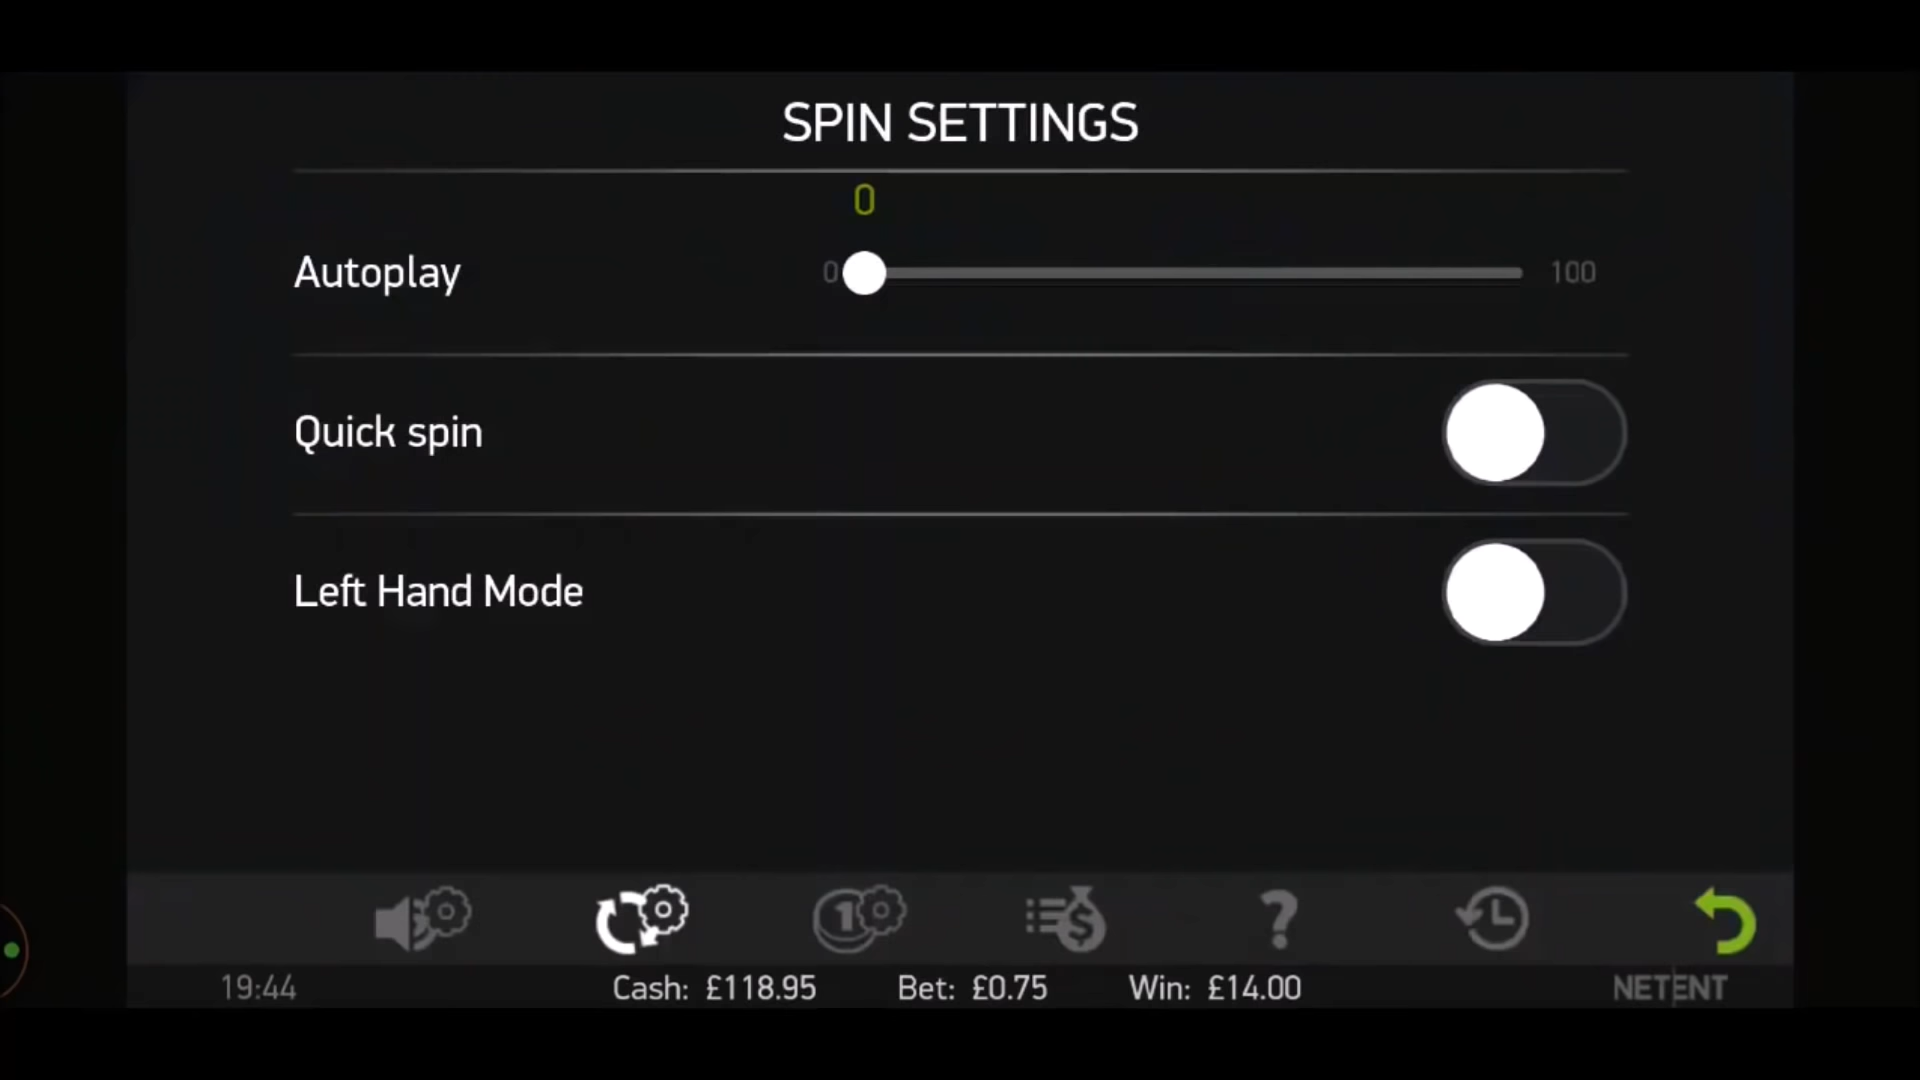 SPIN SETTINGS
0
Autoplay 0 100
Quick spin
Left Hand Mode
1 $ ?
19:44 Cash: £118.95 Bet: £0.75 Win: £14.00 NETENT